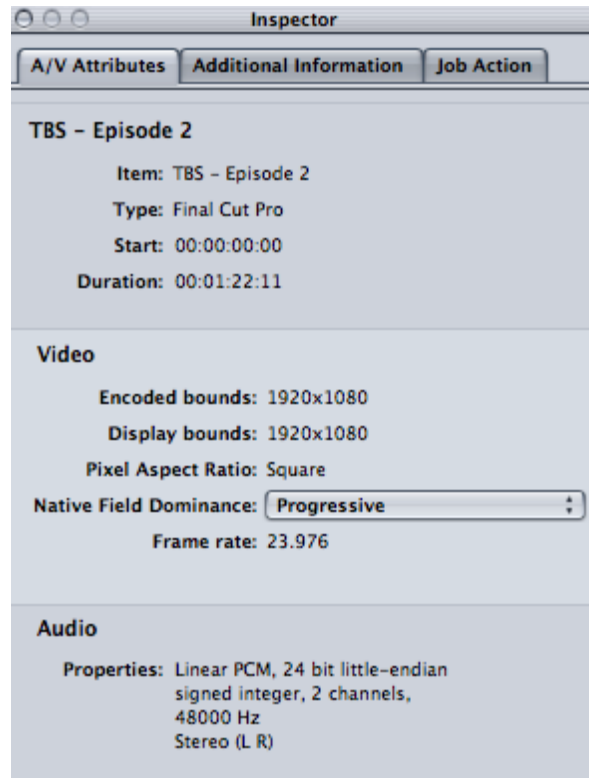 Inspector
A/V Attributes Additional Information Job Action
TBS – Episode 2
Item: TBS – Episode 2
Type: Final Cut Pro
Start: 00:00:00:00
Duration: 00:01:22:11
Video
Encoded bounds: 1920x1080
Display bounds: 1920x1080
Pixel Aspect Ratio: Square
Native Field Dominance: Progressive
Frame rate: 23.976
Audio
Properties: Linear PCM, 24 bit little–endian
signed integer, 2 channels,
48000 Hz
Stereo (L R)